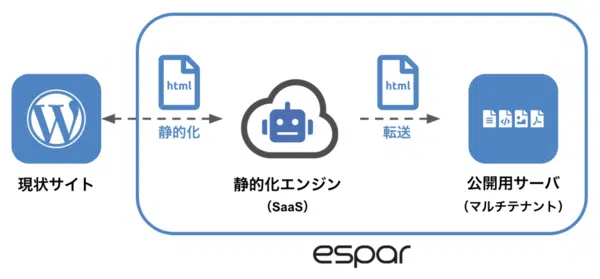 html
html
静的化
転送
現状サイト
静的化エンジン
（SaaS）
公開用サーバ
（マルチテナント）
espar